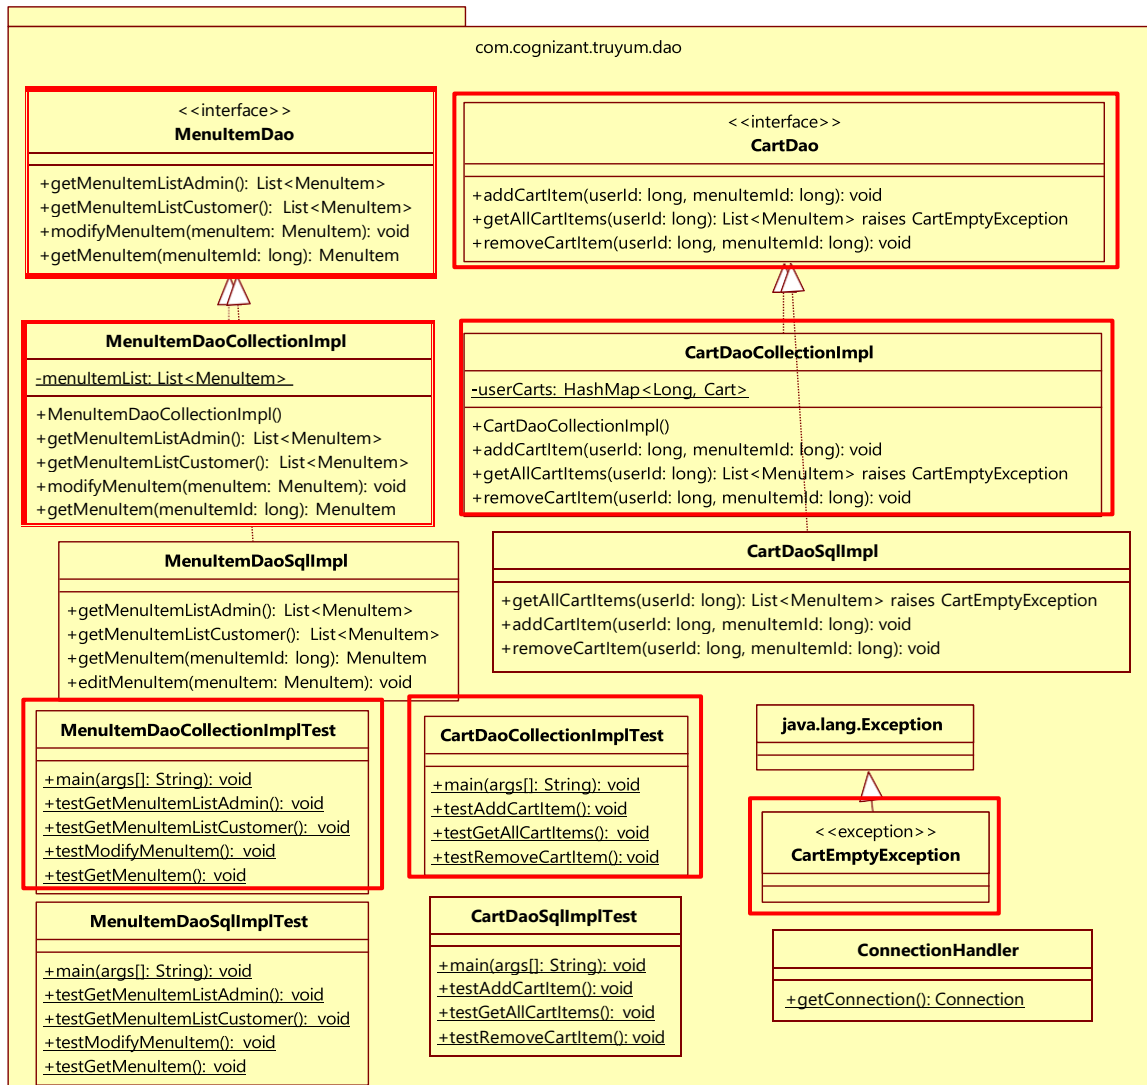 com.cognizant.truyum.dao
<<interface>>
MenuItemDao
+getMenuItemListAdmin(): List<MenuItem>
+getMenuItemListCustomer(): List<MenuItem>
+modifyMenuItem(menuItem: MenuItem): void
+getMenuItem(menuItemId: long): MenuItem
<<interface>>
CartDao
+addCartItem(userId: long, menuItemId: long): void
+getAllCartItems(userId: long): List<MenuItem> raises CartEmptyException
+removeCartItem(userId: long, menuItemId: long): void
MenuItemDaoCollectionImpl
-menuItemList: List<MenuItem>
+MenuItemDaoCollectionImpl()
+getMenuItemListAdmin(): List<MenuItem>
+getMenuItemListCustomer(): List<MenuItem>
+modifyMenuItem(menuItem: MenuItem): void
+getMenuItem(menuItemId: long): MenuItem
CartDaoCollectionImpl
-userCarts: HashMap<Long, Cart>
+CartDaoCollectionImpl()
+addCartItem(userId: long, menuItemId: long): void
+getAllCartItems(userId: long): List<MenuItem> raises CartEmptyException
+removeCartItem(userId: long, menuItemId: long): void
MenuItemDaoSqlImpl
+getMenuItemListAdmin(): List<MenuItem>
+getMenuItemListCustomer(): List<MenuItem>
+getMenuItem(menuItemId: long): MenuItem
+editMenuItem(menuItem: MenuItem): void
CartDaoSqlImpl
+getAllCartItems(userId: long): List<MenuItem> raises CartEmptyException
+addCartItem(userId: long, menuItemId: long): void
+removeCartItem(userId: long, menuItemId: long): void
MenuItemDaoCollectionImplTest
+main(args[]: String): void
+testGetMenuItemListAdmin(): void
+testGetMenuItemListCustomer(): void
+testModifyMenuItem(): void
+testGetMenuItem(): void
CartDaoCollectionImplTest
+main(args[]: String): void
+testAddCartItem(): void
+testGetAllCartItems(): void
+testRemoveCartItem(): void
java.lang.Exception
<<exception>>
CartEmptyException
MenuItemDaoSqlImplTest
+main(args[]: String): void
+testGetMenuItemListAdmin(): void
+testGetMenuItemListCustomer(): void
+testModifyMenuItem(): void
+testGetMenuItem(): void
CartDaoSqlImplTest
+main(args[]: String): void
+testAddCartItem(): void
+testGetAllCartItems(): void
+testRemoveCartItem(): void
ConnectionHandler
+getConnection(): Connection